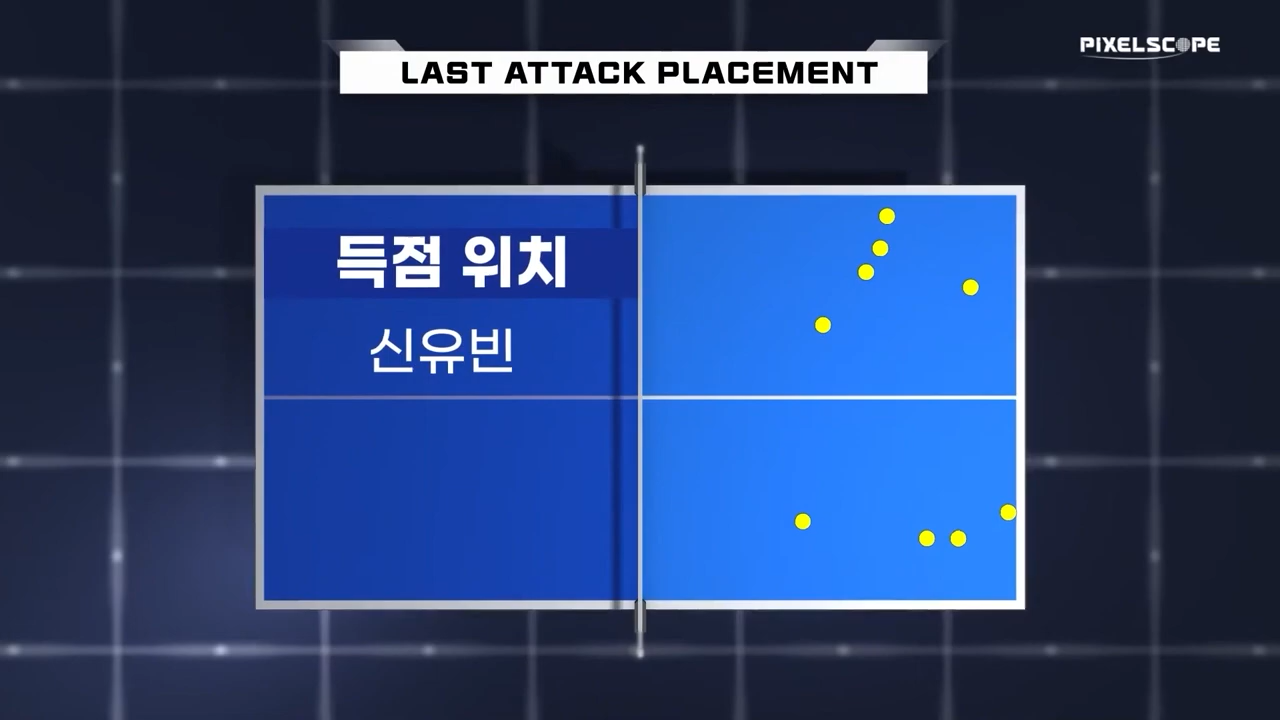 PIXELSCOPE
LAST ATTACK PLACEMENT
득점 위치
신유빈